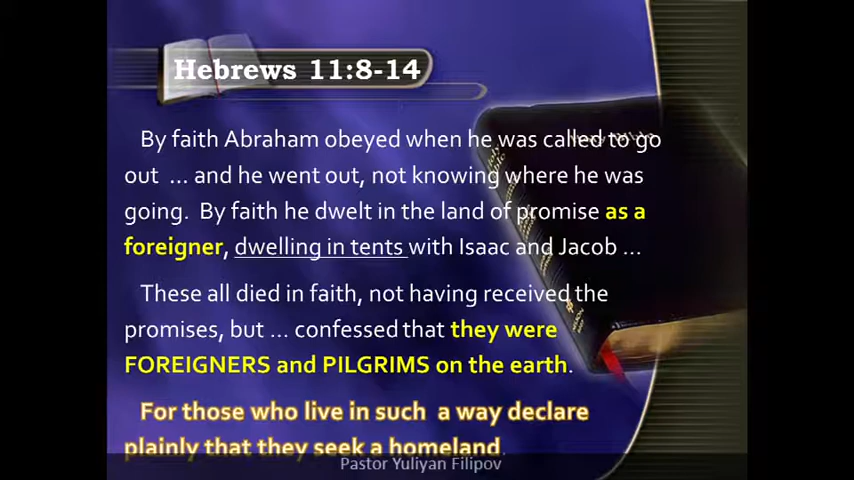 Hebrews 11:8-14
By faith Abraham obeyed when he was called to go
out ... and he went out, not knowing where he was
going. By faith he dwelt in the land of promise as a
foreigner, dwelling in tents with Isaac and Jacob ...
These all died in faith, not having received the
promises, but ... confessed that they were
FOREIGNERS and PILGRIMS on the earth.
For those who live in such a way declare
plainly that they seek a homeland
Pastor Yuliyan Filipov
Holy Bible